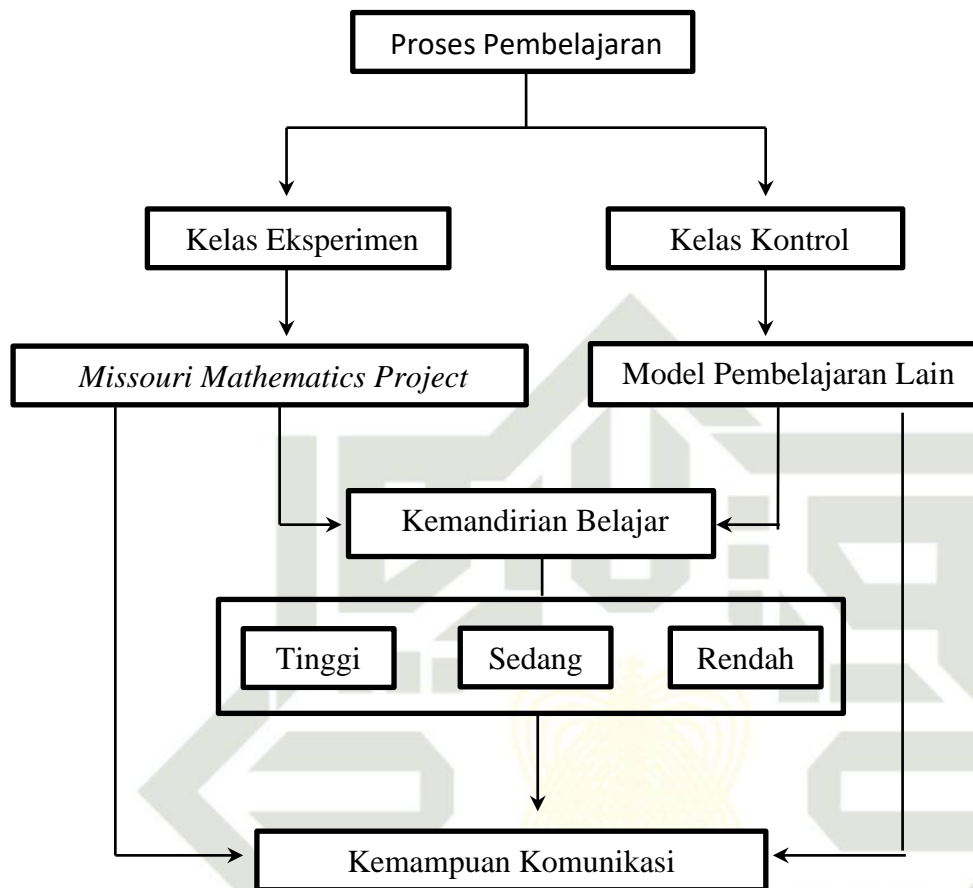 Proses Pembelajaran
Kelas Eksperimen
Kelas Kontrol
Missouri Mathematics Project
Model Pembelajaran Lain
Kemandirian Belajar
Tinggi
Sedang
Rendah
Kemampuan Komunikasi